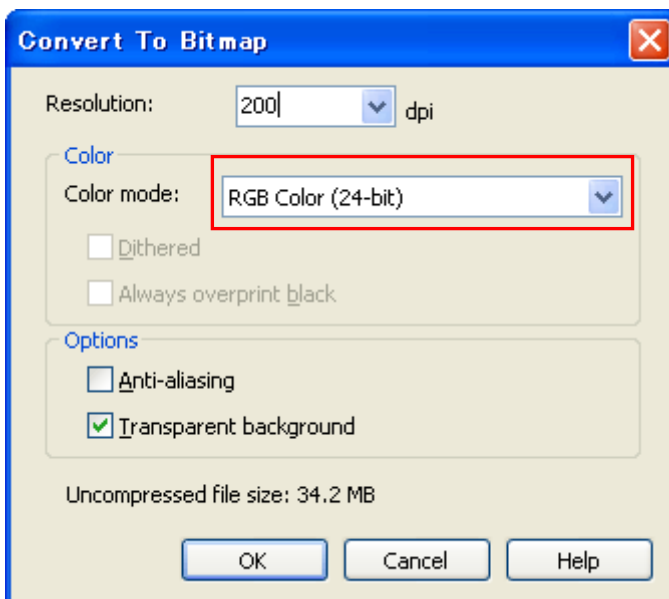 Convert To Bitmap
Resolution: 200 dpi
Color
Color mode: RGB Color (24-bit)
Dithered
Always overprint black
Options
Anti-aliasing
Transparent background
Uncompressed file size: 34.2 MB
OK Cancel Help